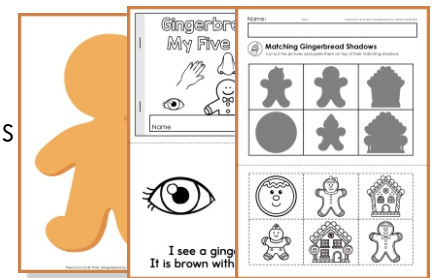 S
Gingerbre
My Five
Name
I see a ging
It is brown with
Name:
Matching Gingerbread Shadows
Cut out the pictures and paste them on top of their matching shadows.